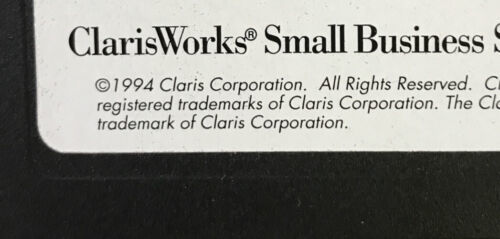 ClarisWorks® Small Business
©1994 Claris Corporation. All Rights Reserved.
registered trademarks of Claris Corporation. The
trademark of Claris Corporation.